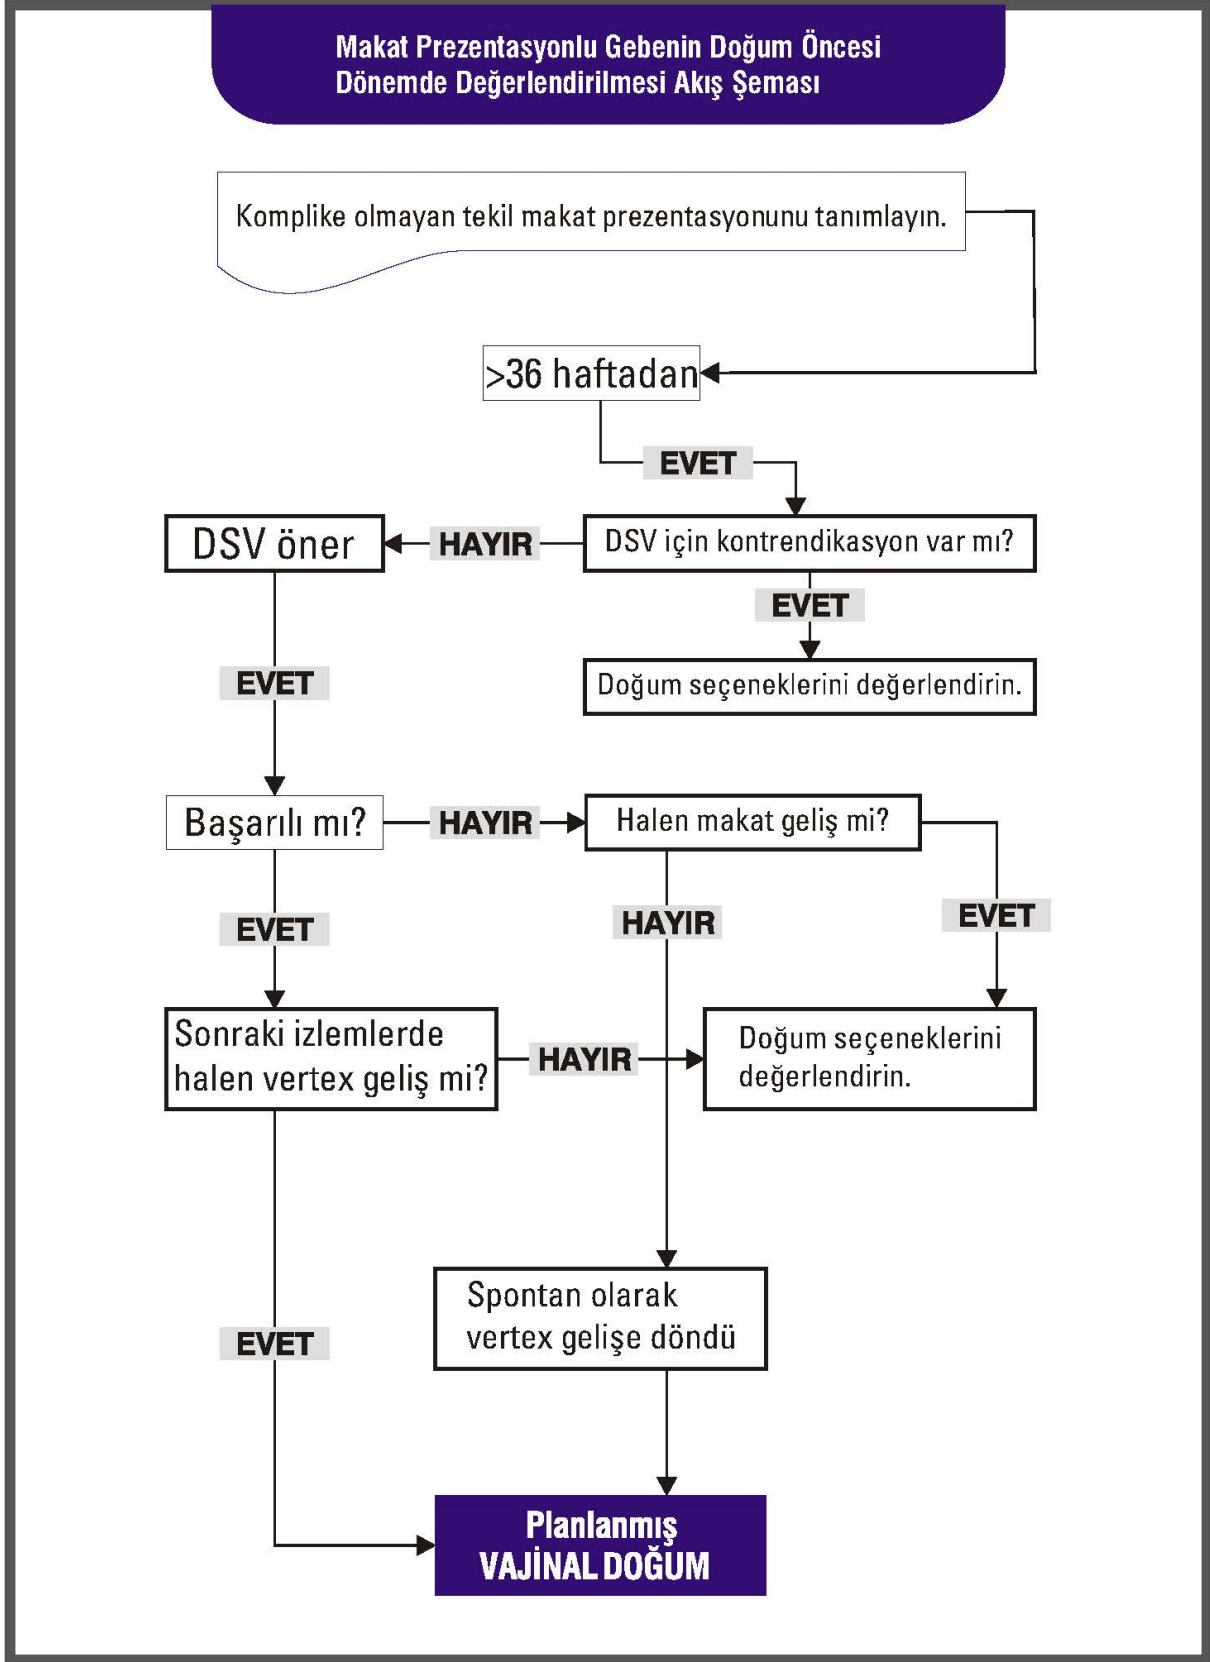 Makat Prezentasyonlu Gebenin Doğum Öncesi
Dönemde Değerlendirilmesi Akış Şeması
Komplike olmayan tekil makat prezentasyonunu tanımlayın.
>36 haftadan
EVET
DSV öner
HAYIR
DSV için kontrendikasyon var mı?
EVET
EVET
Doğum seçeneklerini değerlendirin.
Başarılı mı?
HAYIR
Halen makat geliş mi?
EVET
HAYIR
EVET
Sonraki izlemlerde
halen vertex geliş mi?
HAYIR
Doğum seçeneklerini
değerlendirin.
Spontan olarak
vertex gelişe döndü
EVET
Planlanmış
VAJİNAL DOĞUM